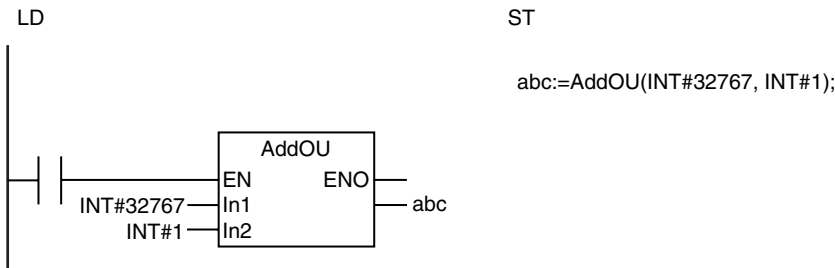 LD
ST
abc:=AddOU(INT#32767, INT#1);
AddOU
EN ENO
INT#32767 In1 abc
INT#1 In2